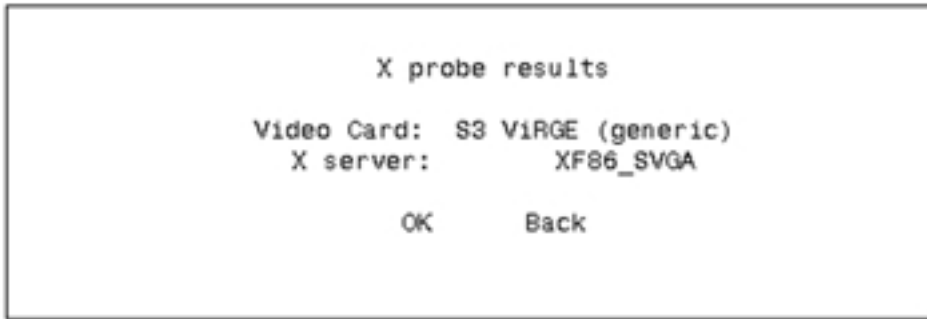 X probe results
Video Card: S3 ViRGE (generic)
X server: XF86_SVGA
OK Back